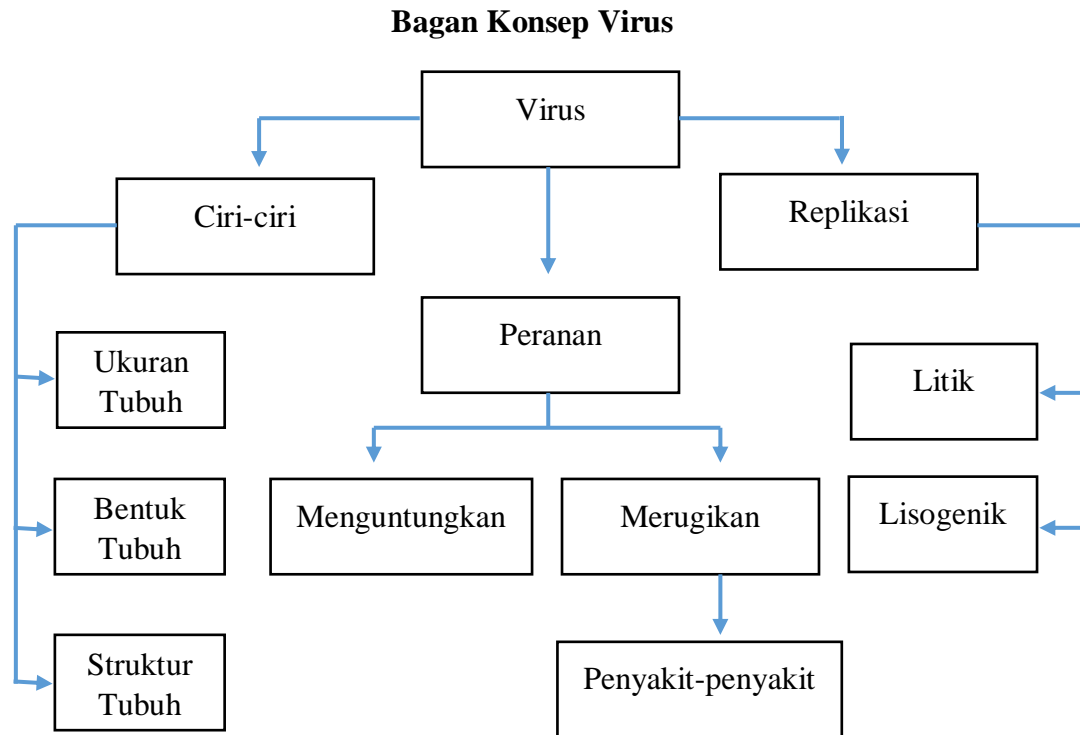 Bagan Konsep Virus
Virus
Ciri-ciri
Replikasi
Peranan
Ukuran
Tubuh
Litik
Bentuk
Tubuh
Menguntungkan
Merugikan
Lisogenik
Struktur
Tubuh
Penyakit-penyakit